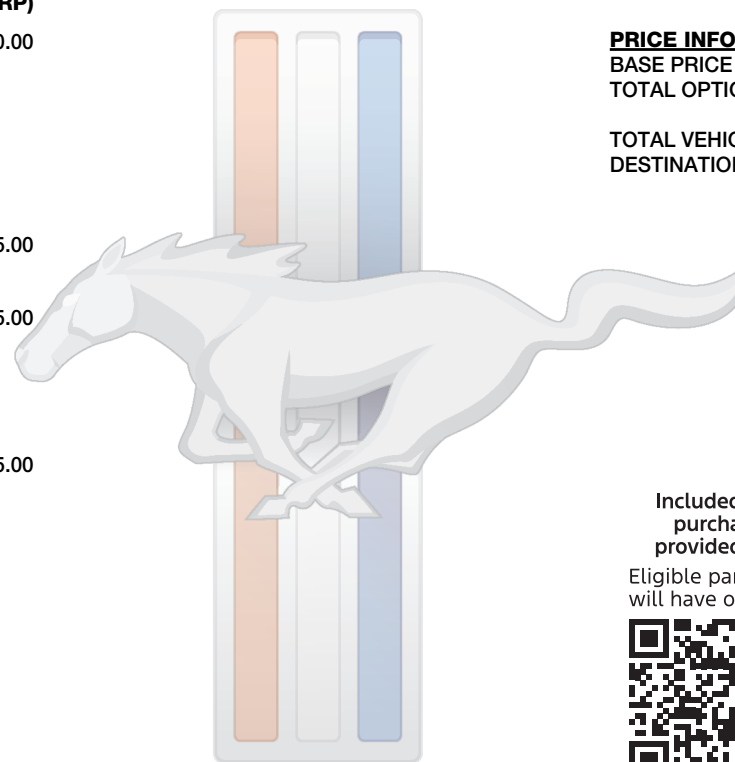 RP)
0.00
5.00
5.00
5.00
PRICE INFO
BASE PRICE
TOTAL OPTIO
TOTAL VEHIC
DESTINATION
Included
purcha
provided
Eligible par
will have o